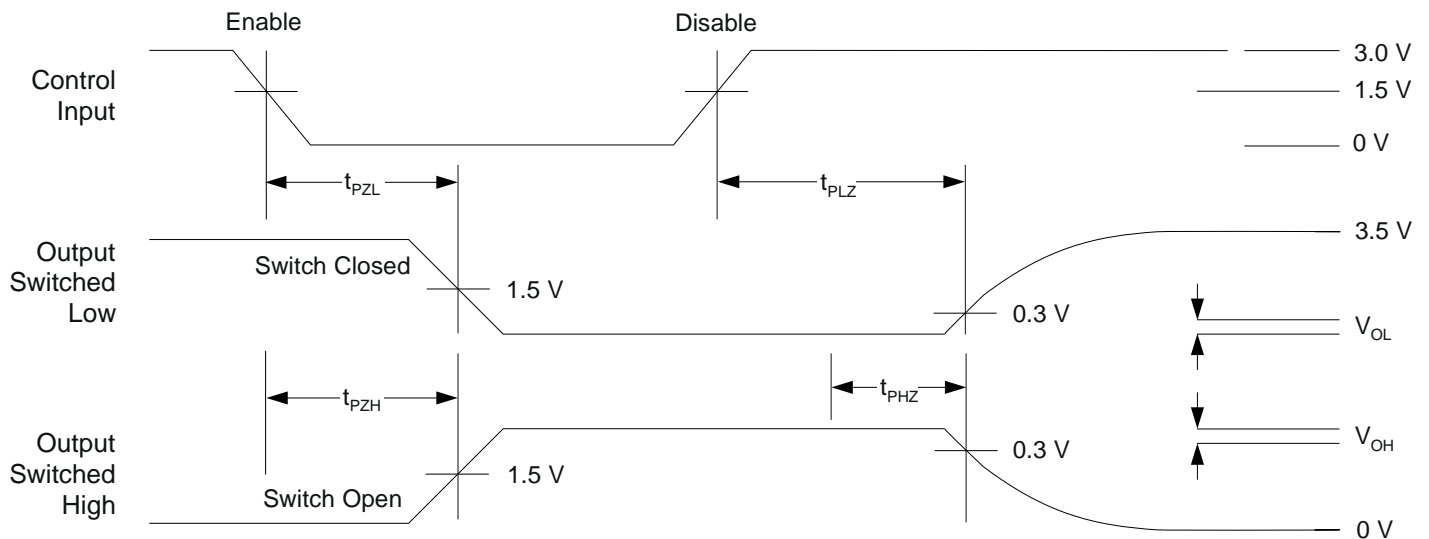 Enable
Disable
Control
Input
3.0 V
1.5 V
0 V
tPZL
tPLZ
Output
Switched
Low
Switch Closed
1.5 V
0.3 V
3.5 V
VOL
tPZH
tPHZ
Output
Switched
High
Switch Open
1.5 V
0.3 V
VOH
0 V